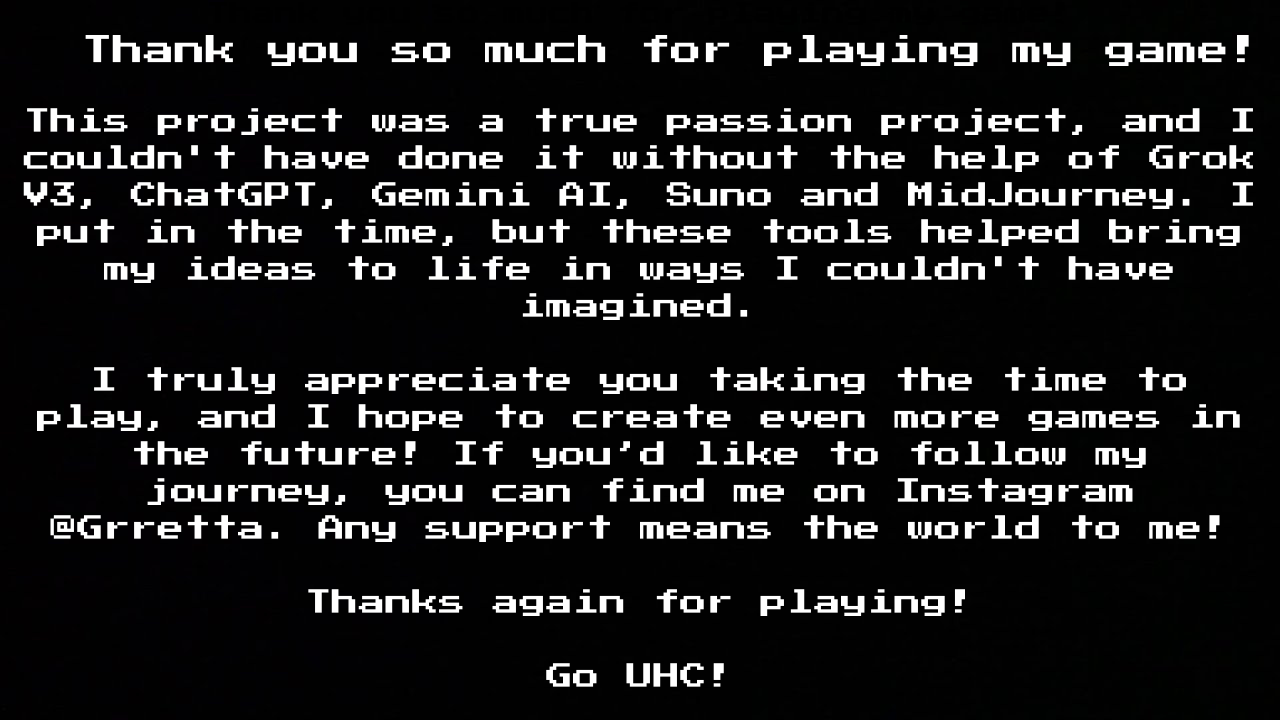 Thank you so much for playing my game!
This project was a true passion project, and I
couldn't have done it without the help of Grok
V3, ChatGPT, Gemini AI, Suno and MidJourney. I
put in the time, but these tools helped bring
my ideas to life in ways I couldn't have
imagined.
I truly appreciate you taking the time to
play, and I hope to create even more games in
the future! If you’d like to follow my
journey, you can find me on Instagram
@Grretta. Any support means the world to me!
Thanks again for playing!
Go UHC!